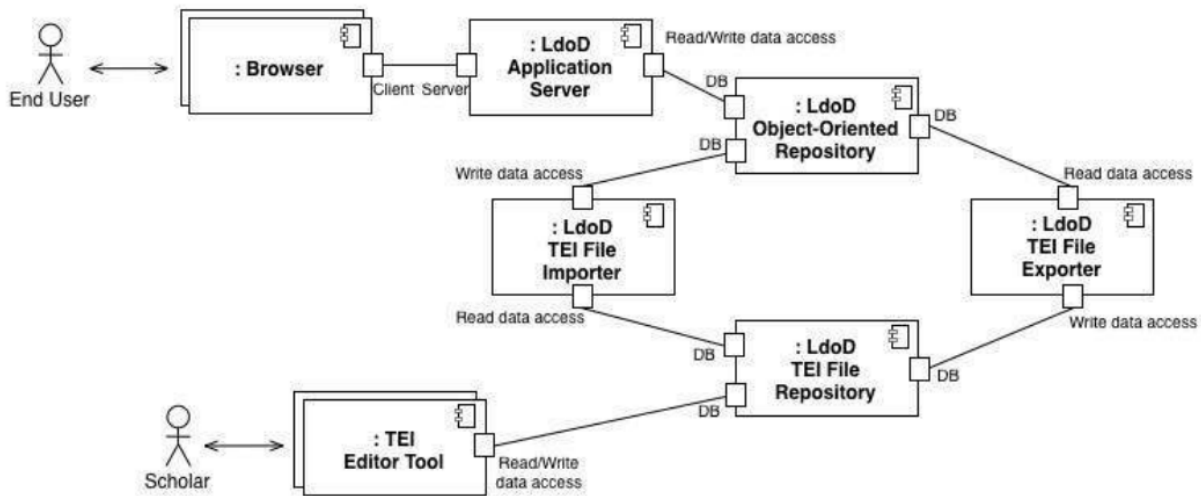 End User
: Browser
Client
Server
: LdoD
Application
Server
Read/Write data access
DB
: LdoD
Object-Oriented
Repository
DB
DB
Write data access
Read data access
: LdoD
TEI File
Importer
: LdoD
TEI File
Exporter
Read data access
Write data access
DB
: LdoD
TEI File
Repository
DB
DB
Scholar
: TEI
Editor Tool
Read/Write
data access